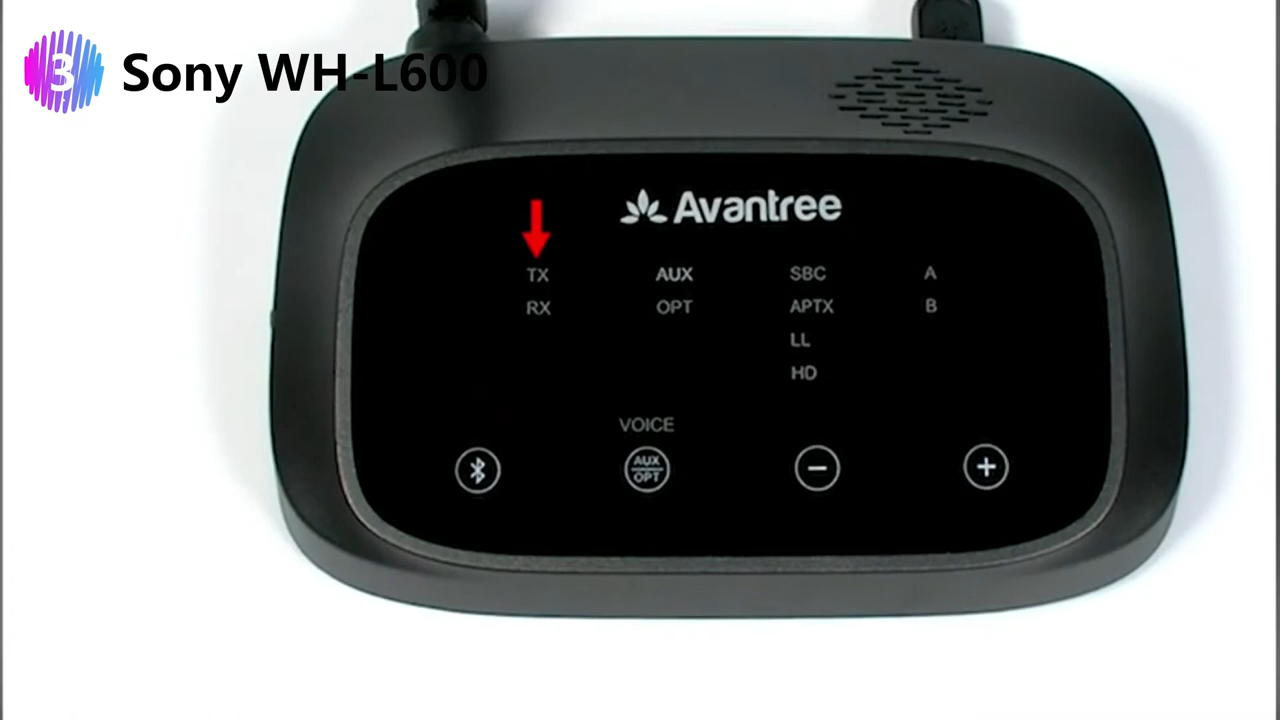 3 Sony WH-L600
Avantree
TX AUX SBC A
RX OPT APTX B
LL
HD
VOICE
AUX
OPT